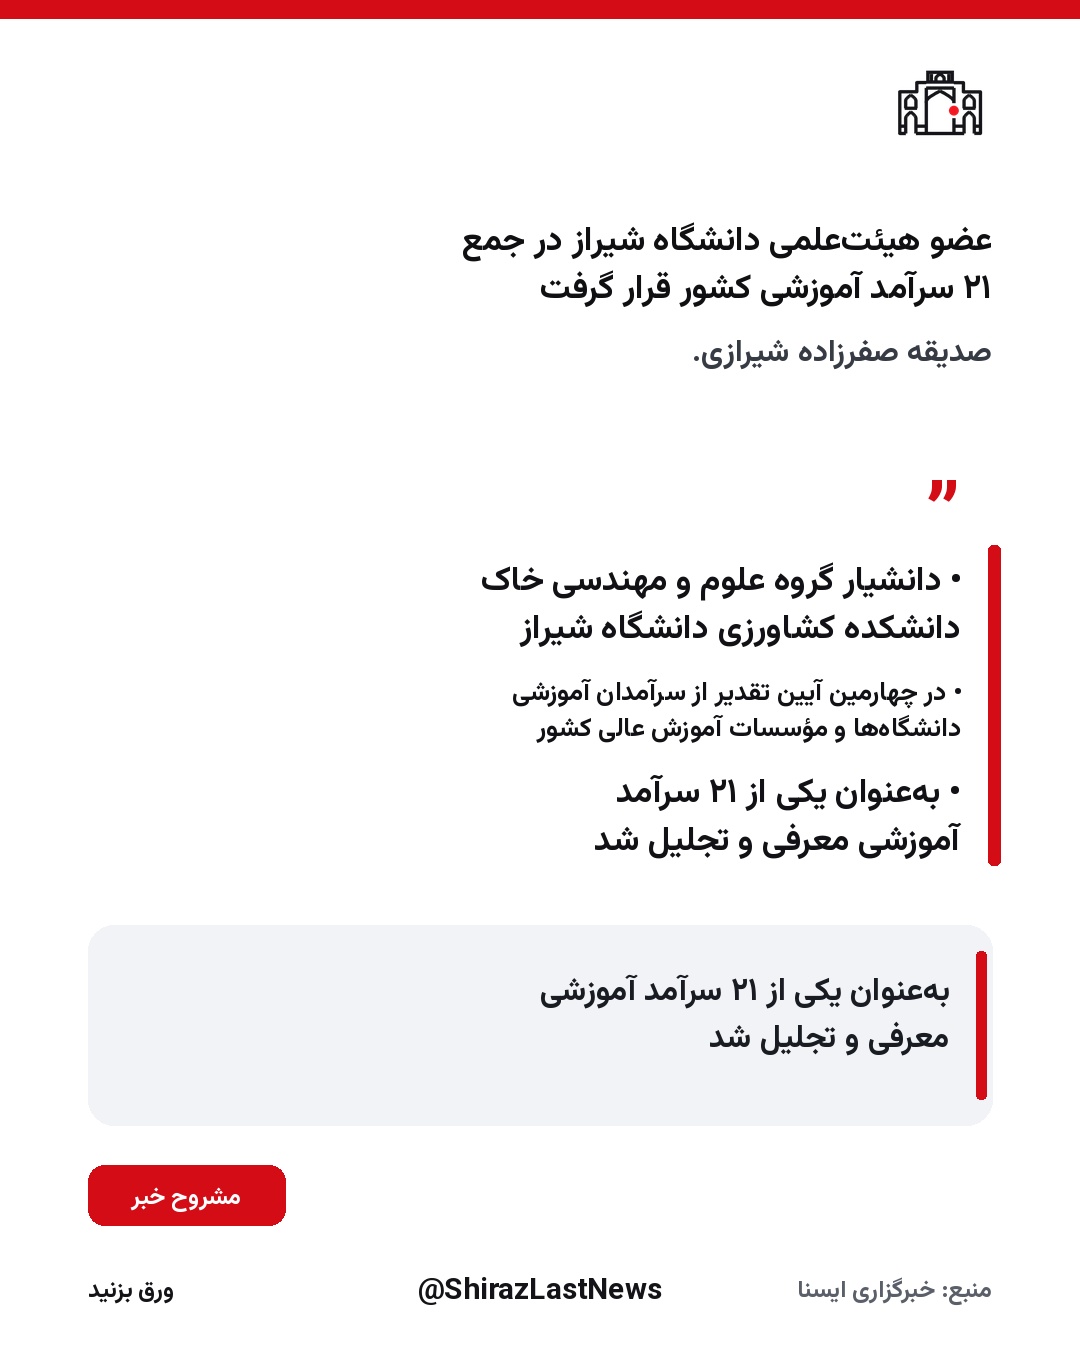 عضو هیئت‌علمی دانشگاه شیراز در جمع
۲۱ سرآمد آموزشی کشور قرار گرفت
صدیقه صفرزاده شیرازی.
”
• دانشیار گروه علوم و مهندسی خاک
دانشکده کشاورزی دانشگاه شیراز
• در چهارمین آیین تقدیر از سرآمدان آموزشی
دانشگاه‌ها و مؤسسات آموزش عالی کشور
• به‌عنوان یکی از ۲۱ سرآمد
آموزشی معرفی و تجلیل شد
به‌عنوان یکی از ۲۱ سرآمد آموزشی
معرفی و تجلیل شد
مشروح خبر
منبع: خبرگزاری ایسنا
@ShirazLastNews
ورق بزنید